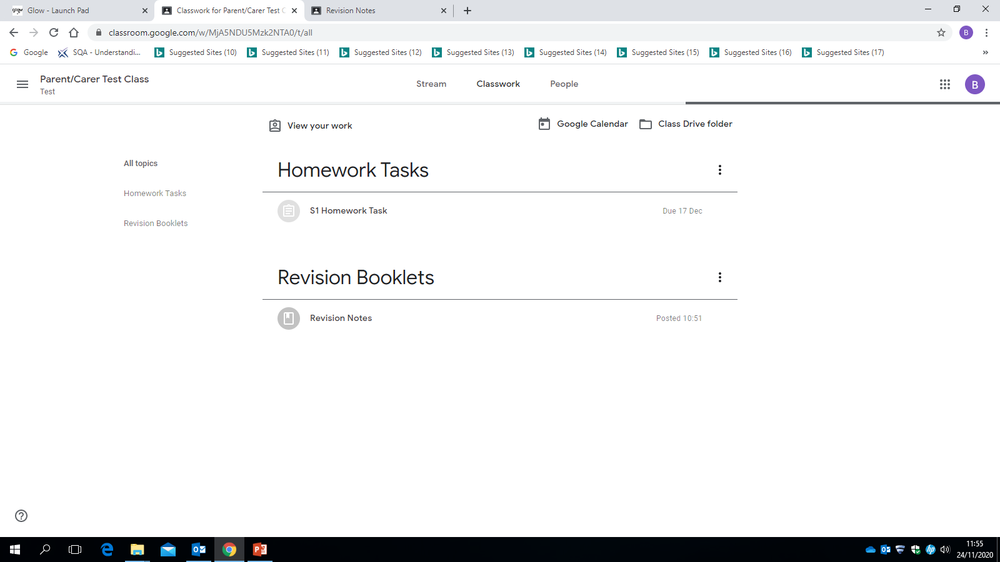 glow Glow - Launch Pad
Classwork for Parent/Carer Test C
Revision Notes
classroom.google.com/w/MjA5NDU5Mzk2NTA0/t/all
B
Google
SQA - Understandi...
Suggested Sites (10)
Suggested Sites (11)
Suggested Sites (12)
Suggested Sites (13)
Suggested Sites (14)
Suggested Sites (15)
Suggested Sites (16)
Suggested Sites (17)
»
Parent/Carer Test Class
Test
Stream
Classwork
People
B
View your work
Google Calendar
Class Drive folder
All topics
Homework Tasks
Revision Booklets
Homework Tasks
S1 Homework Task
Due 17 Dec
Revision Booklets
Revision Notes
Posted 10:51
11:55
24/11/2020